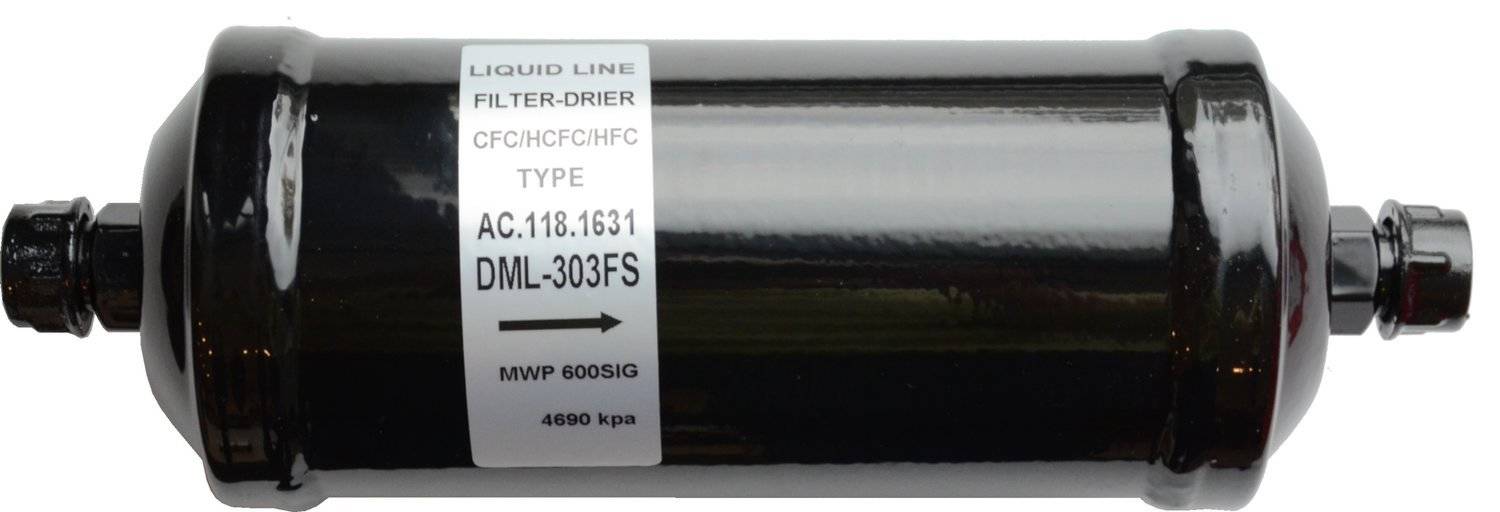 LIQUID LINE
FILTER-DRIER
CFC/HCFC/HFC
TYPE
AC.118.1631
DML-303FS
MWP 600SIG
4690 kpa